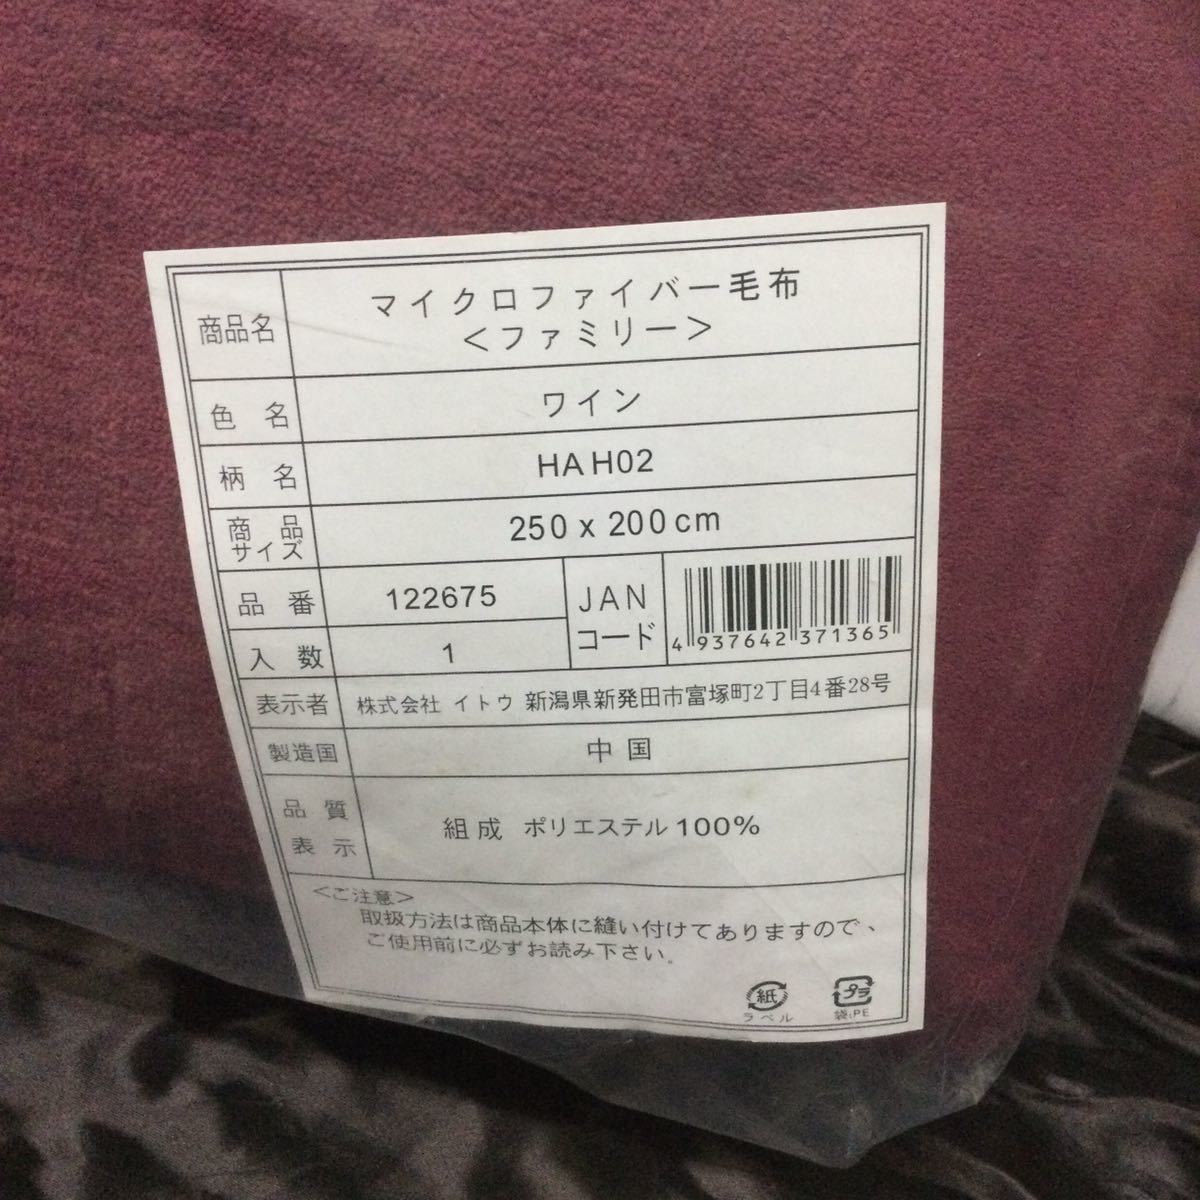 商品名 マイクロファイバー毛布
<ファミリー>
色名 ワイン
柄名 HAH02
商品
サイズ 250 x 200cm
品番 122675 JAN
コード 4 937642 371365
入数 1
表示者 株式会社 イトウ 新潟県新発田市富塚町2丁目4番28号
製造国 中国
品質
表示 組成 ポリエステル100%
<ご注意>
取扱方法は商品本体に縫い付けてありますので、
ご使用前に必ずお読み下さい。
紙 プラ
ラベル 袋:PE